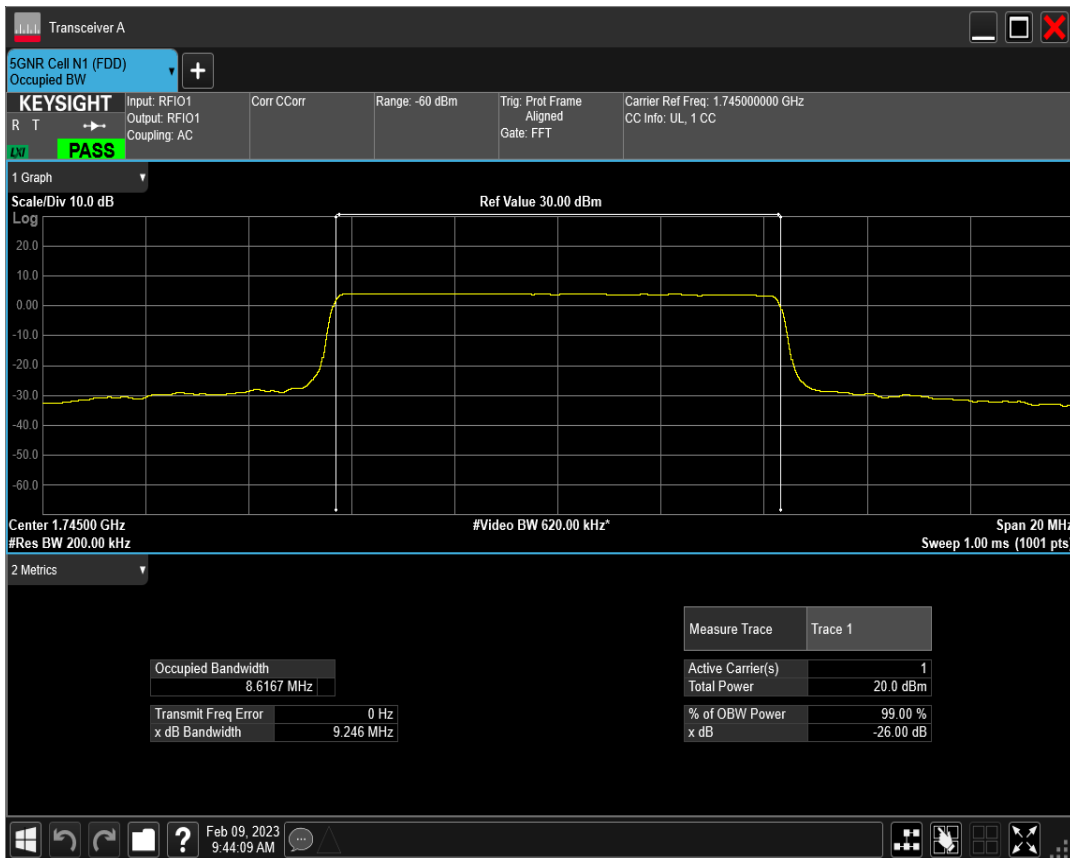 Transceiver A
5GNR Cell N1 (FDD)
Occupied BW
+
KEYSIGHT
R T
LXI
PASS
Input: RFIO1
Output: RFIO1
Coupling: AC
Corr CCorr
Range: -60 dBm
Trig: Prot Frame
Aligned
Gate: FFT
Carrier Ref Freq: 1.745000000 GHz
CC Info: UL, 1 CC
1 Graph
Scale/Div 10.0 dB
Ref Value 30.00 dBm
Log
20.0
10.0
0.00
-10.0
-20.0
-30.0
-40.0
-50.0
-60.0
Center 1.74500 GHz
#Video BW 620.00 kHz*
Span 20 MHz
#Res BW 200.00 kHz
Sweep 1.00 ms (1001 pts)
2 Metrics
Measure Trace Trace 1
Occupied Bandwidth
8.6167 MHz
Active Carrier(s) 1
Total Power 20.0 dBm
Transmit Freq Error 0 Hz
x dB Bandwidth 9.246 MHz
% of OBW Power 99.00 %
x dB -26.00 dB
?
Feb 09, 2023
9:44:09 AM